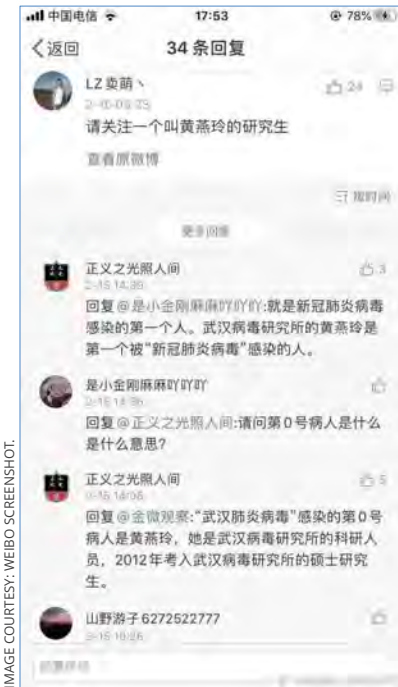 中国电信
17:53
78%
返回
34 条回复
LZ 卖萌丶
24
请关注一个叫黄燕玲的研究生
查看原微博
按时间
更多回复
正义之光照人间
3
回复@是小金刚麻麻吖吖吖:就是新冠肺炎病毒
感染的第一个人。武汉病毒研究所的黄燕玲是
第一个被“新冠肺炎病毒”感染的人。
是小金刚麻麻吖吖吖
回复@正义之光照人间:请问第0号病人是什么
是什么意思?
正义之光照人间
5
回复@金微观察:“武汉肺炎病毒”感染的第0号
病人是黄燕玲，她是武汉病毒研究所的科研人
员，2012年考入武汉病毒研究所的硕士研究
生。
山野游子6272522777
IMAGE COURTESY: WEIBO SCREENSHOT.